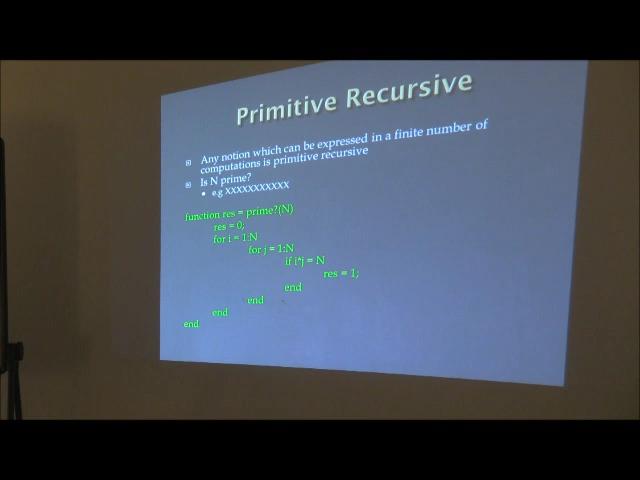 Primitive Recursive
Any notion which can be expressed in a finite number of
computations is primitive recursive
Is N prime?
e.g XXXXXXXXXXX
function res = prime?(N)
res = 0;
for i = 1:N
for j = 1:N
if i*j = N
res = 1;
end
end
end
end